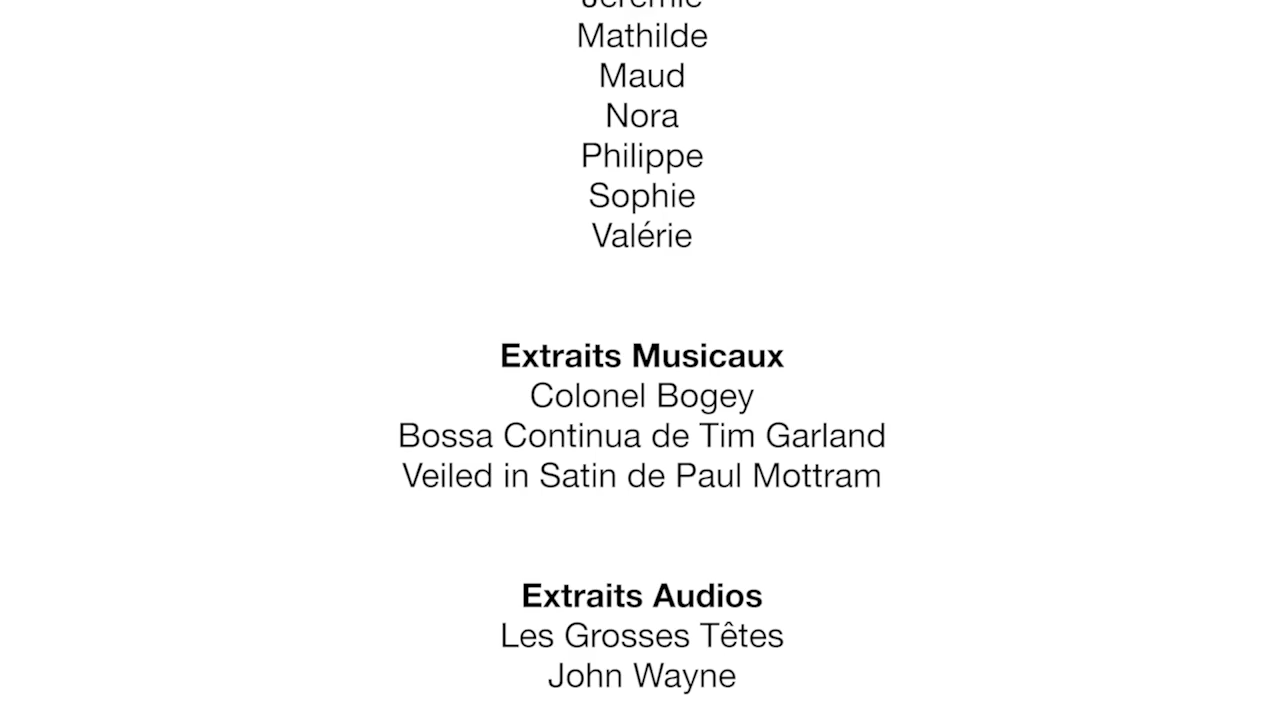 Jérémie
Mathilde
Maud
Nora
Philippe
Sophie
Valérie
Extraits Musicaux
Colonel Bogey
Bossa Continua de Tim Garland
Veiled in Satin de Paul Mottram
Extraits Audios
Les Grosses Têtes
John Wayne